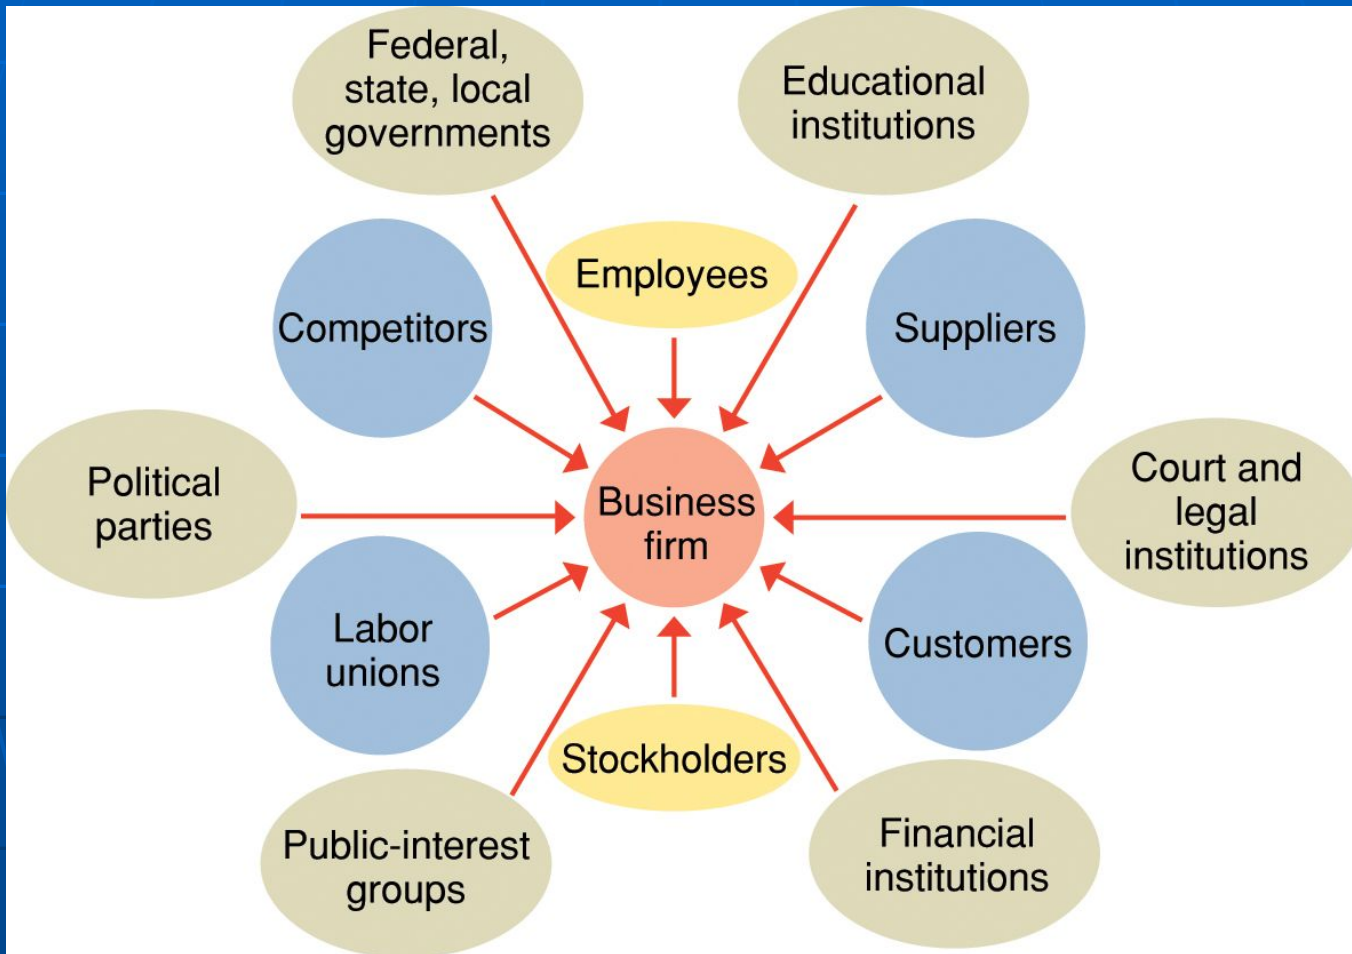 Federal,
state, local
governments
Educational
institutions
Employees
Competitors
Suppliers
Political
parties
Business
firm
Court and
legal
institutions
Labor
unions
Customers
Stockholders
Public-interest
groups
Financial
institutions